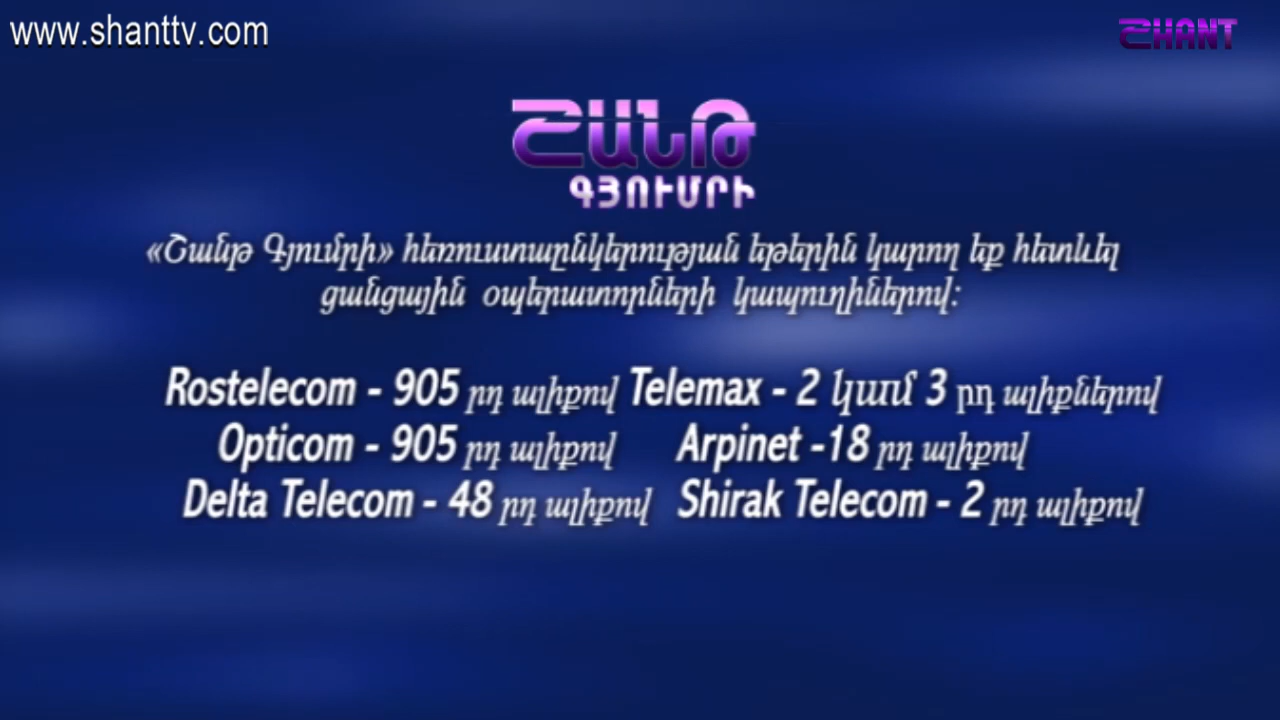 www.shanttv.com
SHANT
ՇԱՆԹ
ԳՅՈՒՄՐԻ
«Շանթ Գյումրի» հեռուստաընկերության եթերին կարող եք հետևել
ցանցային օպերատորների կապուղիներով:
Rostelecom - 905 րդ ալիքով Telemax - 2 կամ 3 րդ ալիքներով
Opticom - 905 րդ ալիքով Arpinet -18 րդ ալիքով
Delta Telecom - 48 րդ ալիքով Shirak Telecom - 2 րդ ալիքով